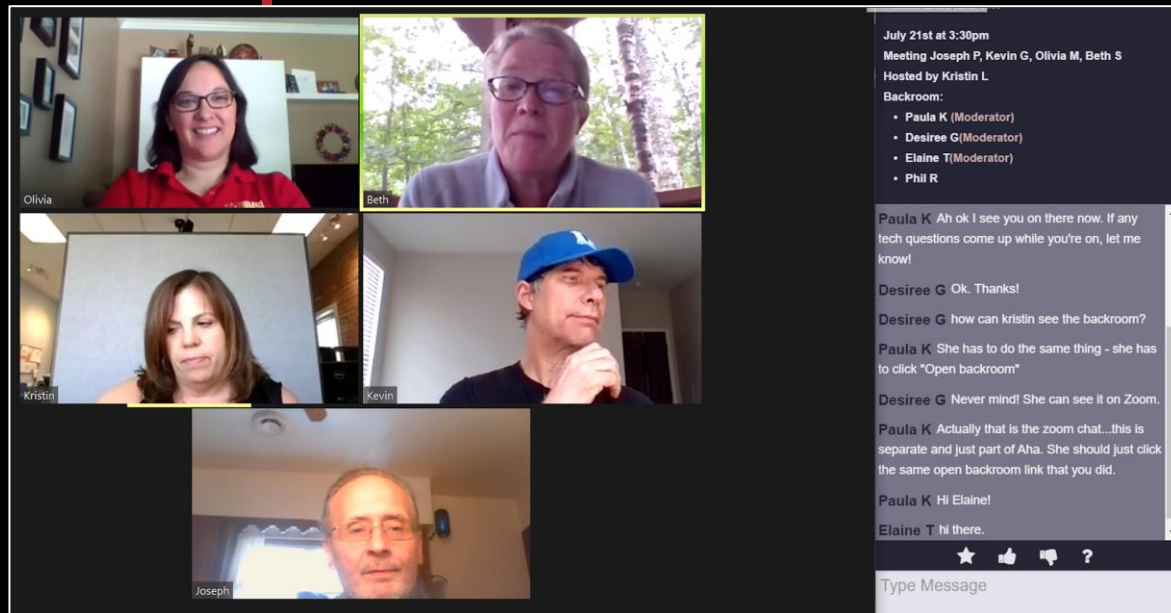 Olivia
Beth
Kristin
Kevin
Joseph
July 21st at 3:30pm
Meeting Joseph P, Kevin G, Olivia M, Beth S
Hosted by Kristin L
Backroom:
• Paula K (Moderator)
• Desiree G(Moderator)
• Elaine T(Moderator)
• Phil R
Paula K Ah ok I see you on there now. If any
tech questions come up while you're on, let me
know!
Desiree G Ok. Thanks!
Desiree G how can kristin see the backroom?
Paula K She has to do the same thing - she has
to click "Open backroom"
Desiree G Never mind! She can see it on Zoom.
Paula K Actually that is the zoom chat...this is
separate and just part of Aha. She should just click
the same open backroom link that you did.
Paula K Hi Elaine!
Elaine T hi there.
?
Type Message